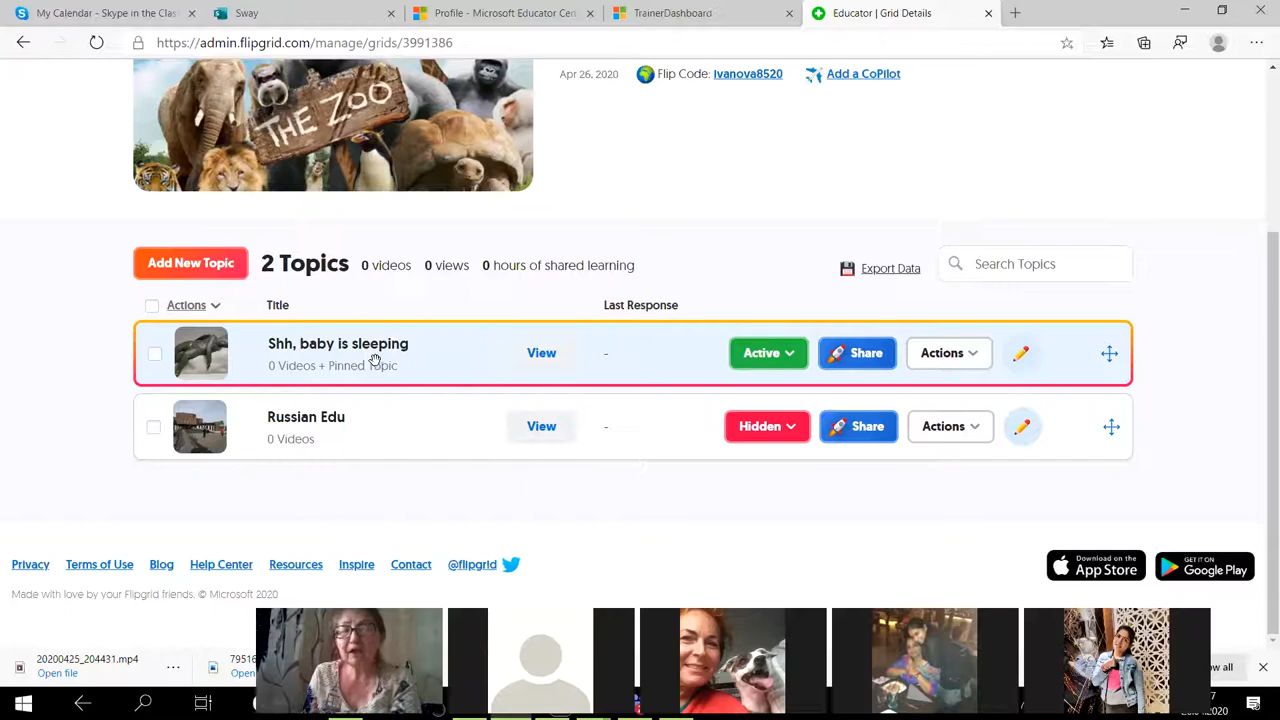 My Calendar - Skype in the Clas
Sway
Profile - Microsoft Educator Cen
TrainerDashboard
Educator | Grid Details
https://admin.flipgrid.com/manage/grids/3991386
THE ZOO
Apr 26, 2020 Flip Code: ivanova8520 Add a CoPilot
Add New Topic 2 Topics 0 videos 0 views 0 hours of shared learning Export Data Search Topics
Actions Title Last Response
Shh, baby is sleeping
0 Videos + Pinned Topic
View - Active Share Actions
Russian Edu
0 Videos
View - Hidden Share Actions
Privacy Terms of Use Blog Help Center Resources Inspire Contact @flipgrid
Made with love by your Flipgrid friends. © Microsoft 2020
Download on the App Store
GET IT ON Google Play
20200425_204431.mp4
Open file
79516
Open